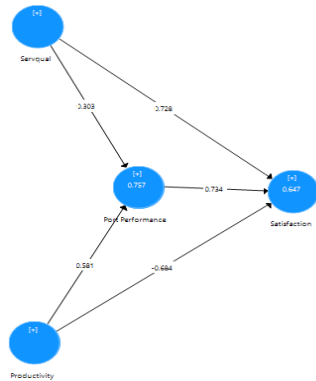 [+]
Servqual
0.303
0.728
[+]
0.757
Port Performance
0.734
[+]
0.647
Satisfaction
0.581
-0.684
[+]
Productivity